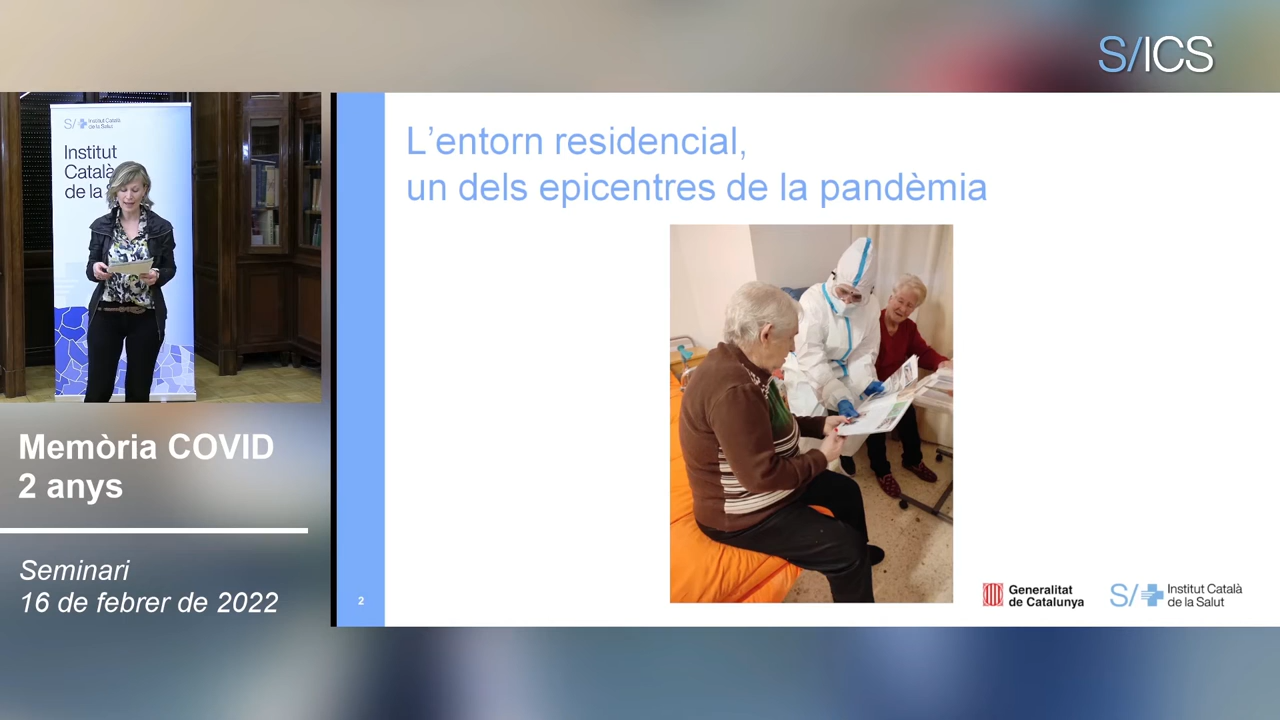 S/ICS
S/ Institut Català
de la Salut
Institut
Català
de la S
Memòria COVID
2 anys
Seminari
16 de febrer de 2022
L'entorn residencial,
un dels epicentres de la pandèmia
2
Generalitat
de Catalunya
S/ Institut Català
de la Salut